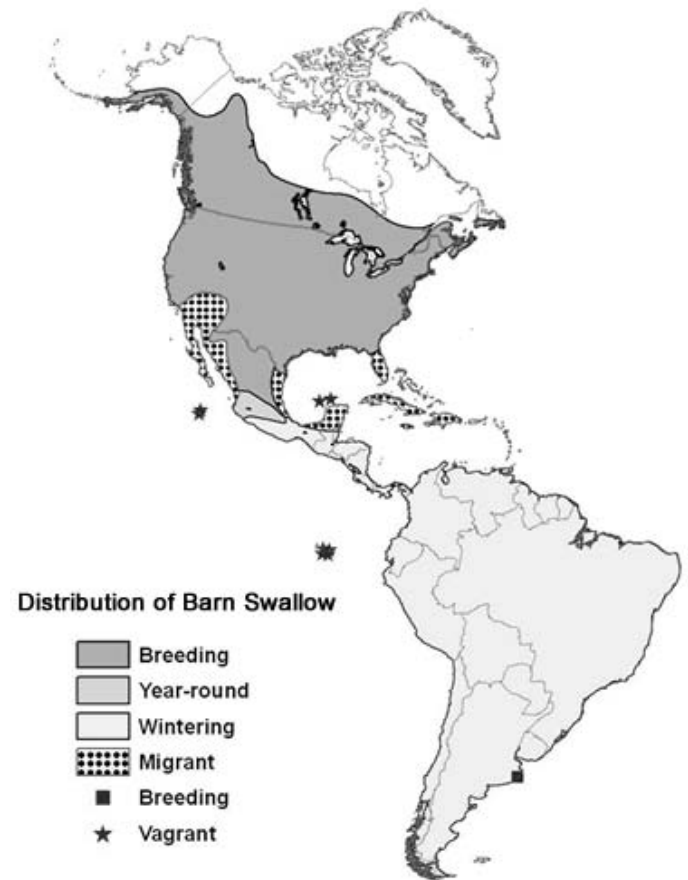 Distribution of Barn Swallow
Breeding
Year-round
Wintering
Migrant
Breeding
Vagrant